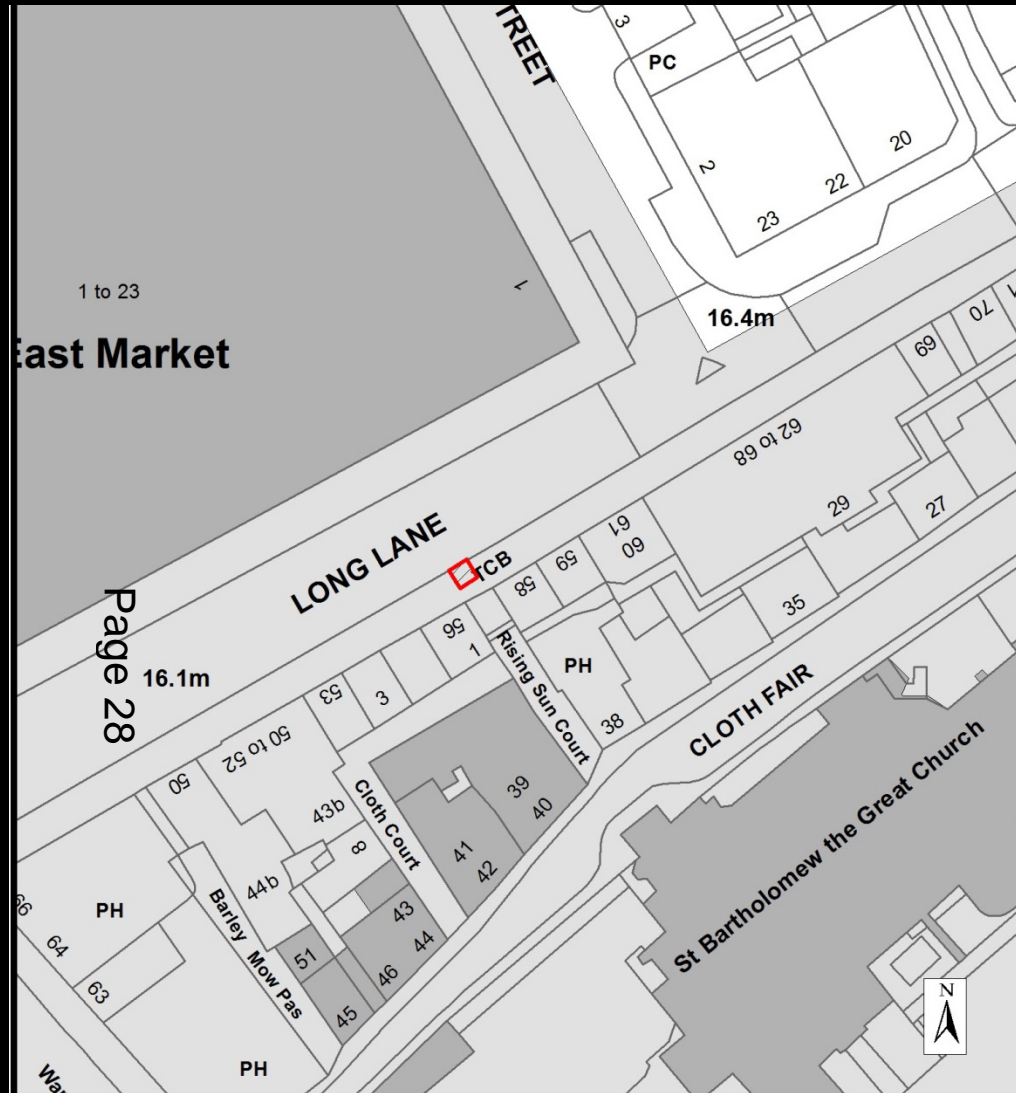 TREET
3
PC
2
20
22
23
1 to 23
1
East Market
16.4m
70
69
62 to 68
LONG LANE
TCB
61
60
59
58
29
27
56
1
35
Rising Sun Court
PH
38
53
3
16.1m
Page 28
50 to 52
50
CLOTH FAIR
St Bartholomew the Great Church
Cloth Court
39
40
41
42
43b
8
44b
43
44
Barley Mow Pas
51
46
45
PH
66
64
63
PH
N